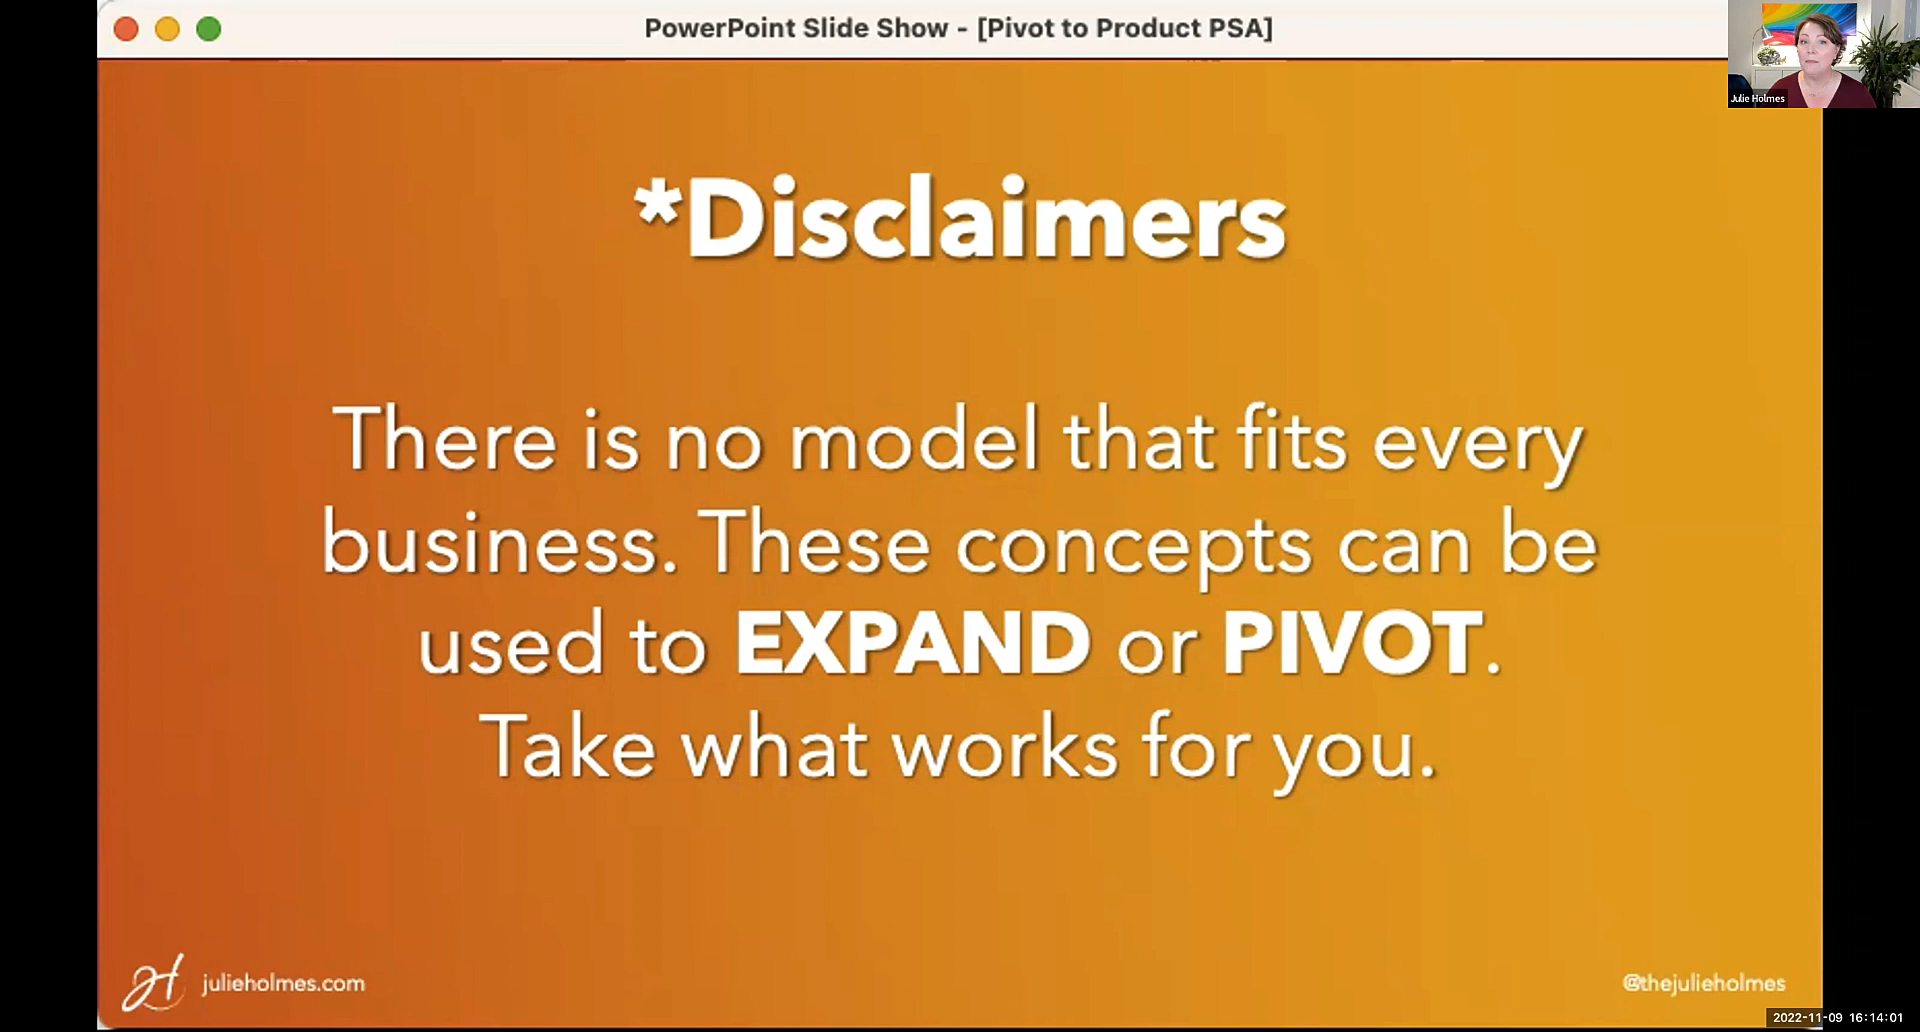 PowerPoint Slide Show - [Pivot to Product PSA]
Julie Holmes
*Disclaimers
There is no model that fits every
business. These concepts can be
used to EXPAND or PIVOT.
Take what works for you.
JH julieholmes.com
@thejulieholmes
2022-11-09 16:14:01